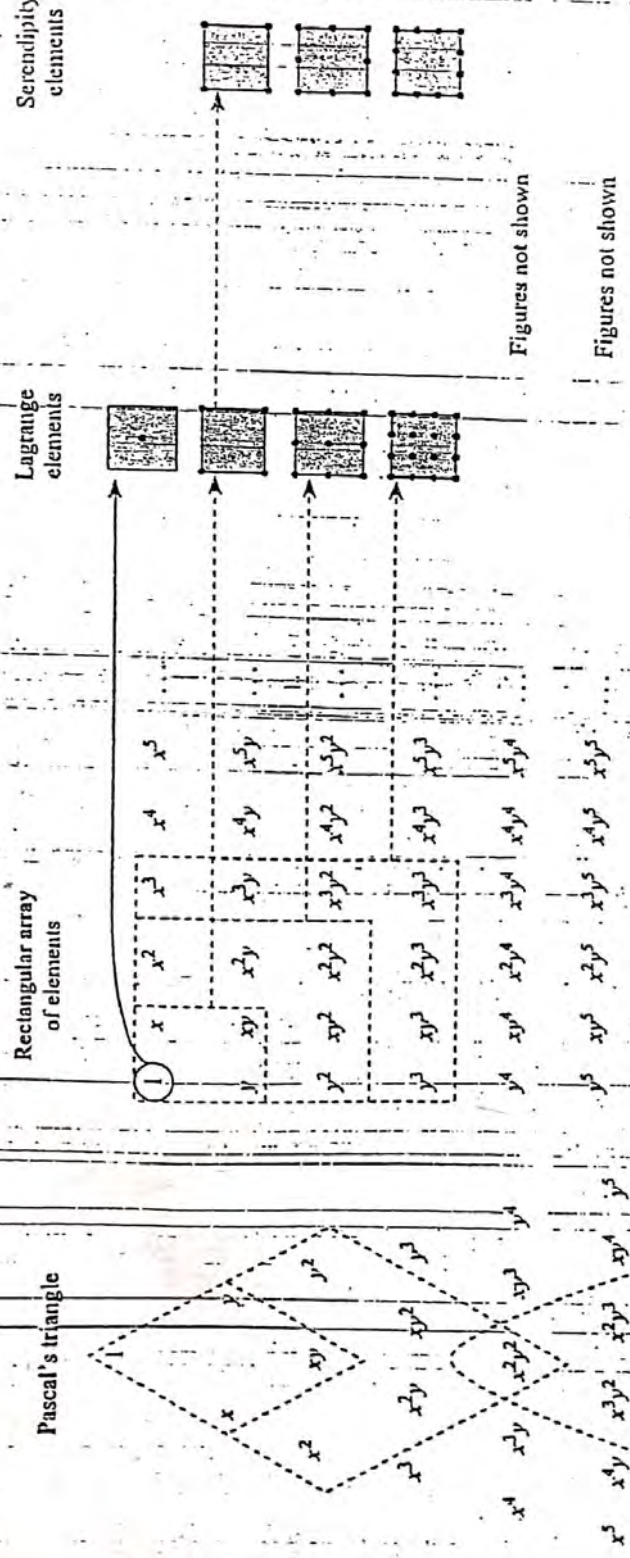 Pascal's triangle
1
x y
x² xy y²
x³ x²y xy² y³
x⁴ x³y x²y² xy³ y⁴
x⁵ x⁴y x³y² x²y³ xy⁴ y⁵
Rectangular array
of elements
1 x x² x³ x⁴ x⁵ ...
y xy x²y x³y x⁴y x⁵y ...
y² xy² x²y² x³y² x⁴y² x⁵y² ...
y³ xy³ x²y³ x³y³ x⁴y³ x⁵y³ ...
y⁴ xy⁴ x²y⁴ x³y⁴ x⁴y⁴ x⁵y⁴ ...
y⁵ xy⁵ x²y⁵ x³y⁵ x⁴y⁵ x⁵y⁵ ...
Lagrange
elements
Figures not shown
Figures not shown
Serendipity
elements